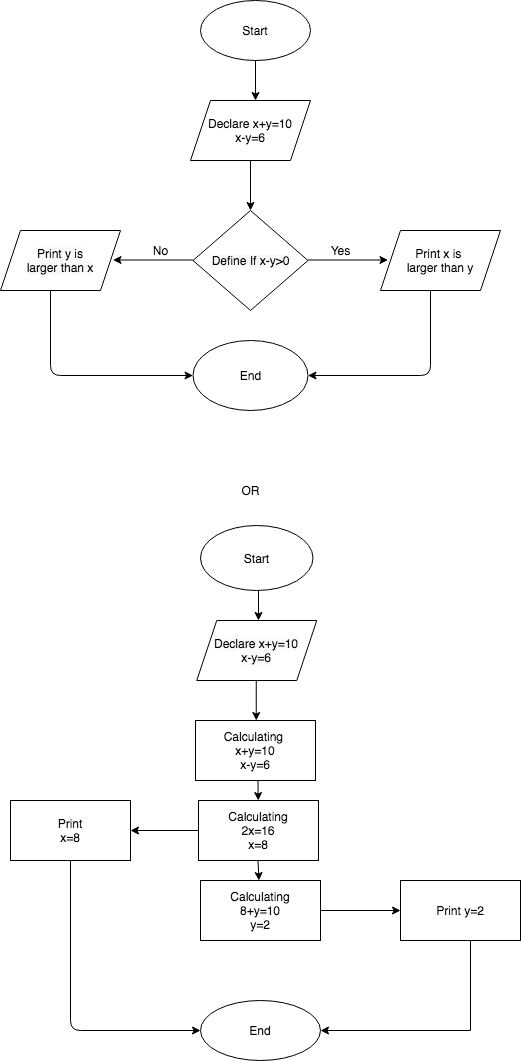 Start
Declare x+y=10
x-y=6
No
Yes
Print y is
larger than x
Define If x-y>0
Print x is
larger than y
End
OR
Start
Declare x+y=10
x-y=6
Calculating
x+y=10
x-y=6
Print
x=8
Calculating
2x=16
x=8
Calculating
8+y=10
y=2
Print y=2
End